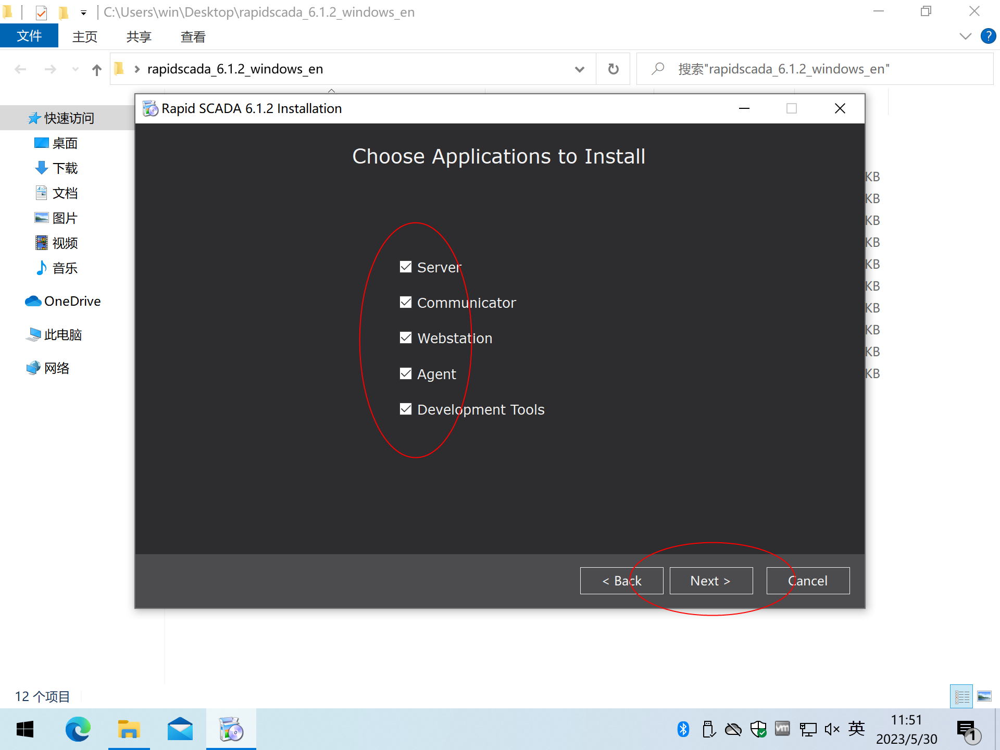 C:\Users\win\Desktop\rapidscada_6.1.2_windows_en
文件 主页 共享 查看
rapidscada_6.1.2_windows_en
搜索"rapidscada_6.1.2_windows_en"
Rapid SCADA 6.1.2 Installation
快速访问
桌面
下载
文档
图片
视频
音乐
OneDrive
此电脑
网络
Choose Applications to Install
Server
Communicator
Webstation
Agent
Development Tools
KB
KB
KB
KB
KB
KB
KB
KB
KB
KB
< Back Next > Cancel
12 个项目
vm
英
11:51
2023/5/30
1